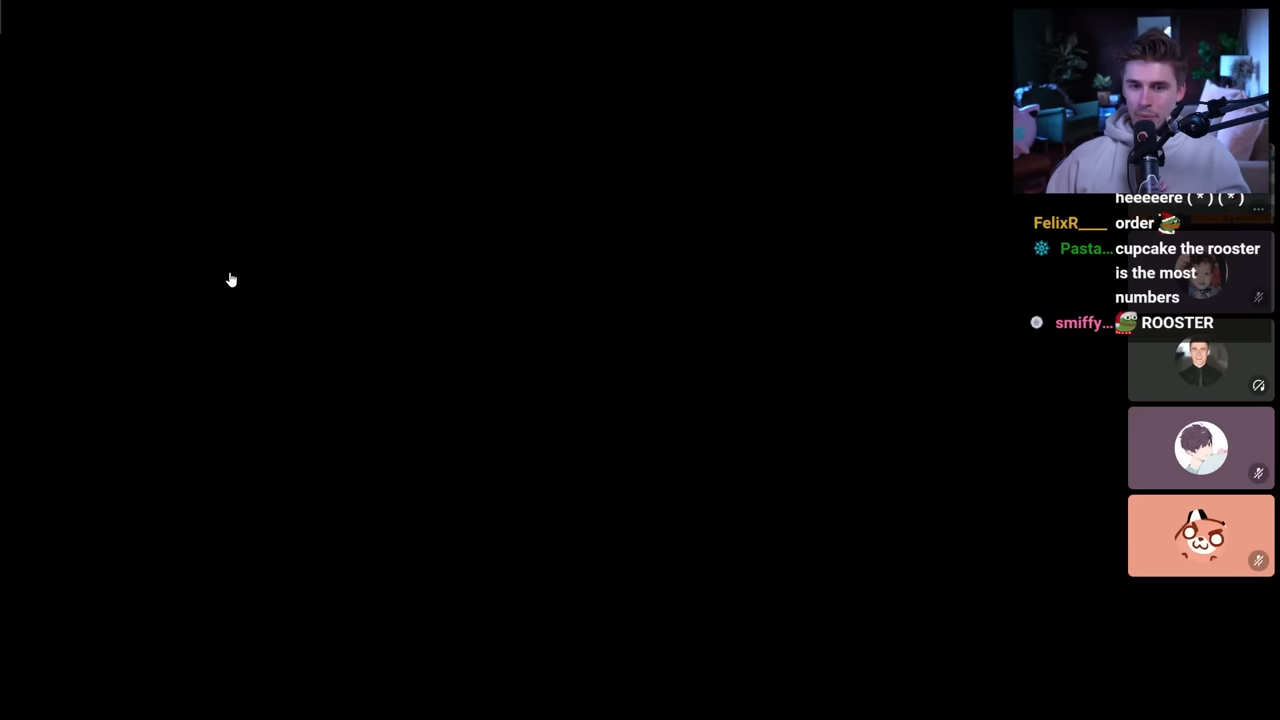 heeeeere ( * ) ( * )
FelixR____ order
Pasta... cupcake the rooster
is the most
numbers
smiffy... ROOSTER